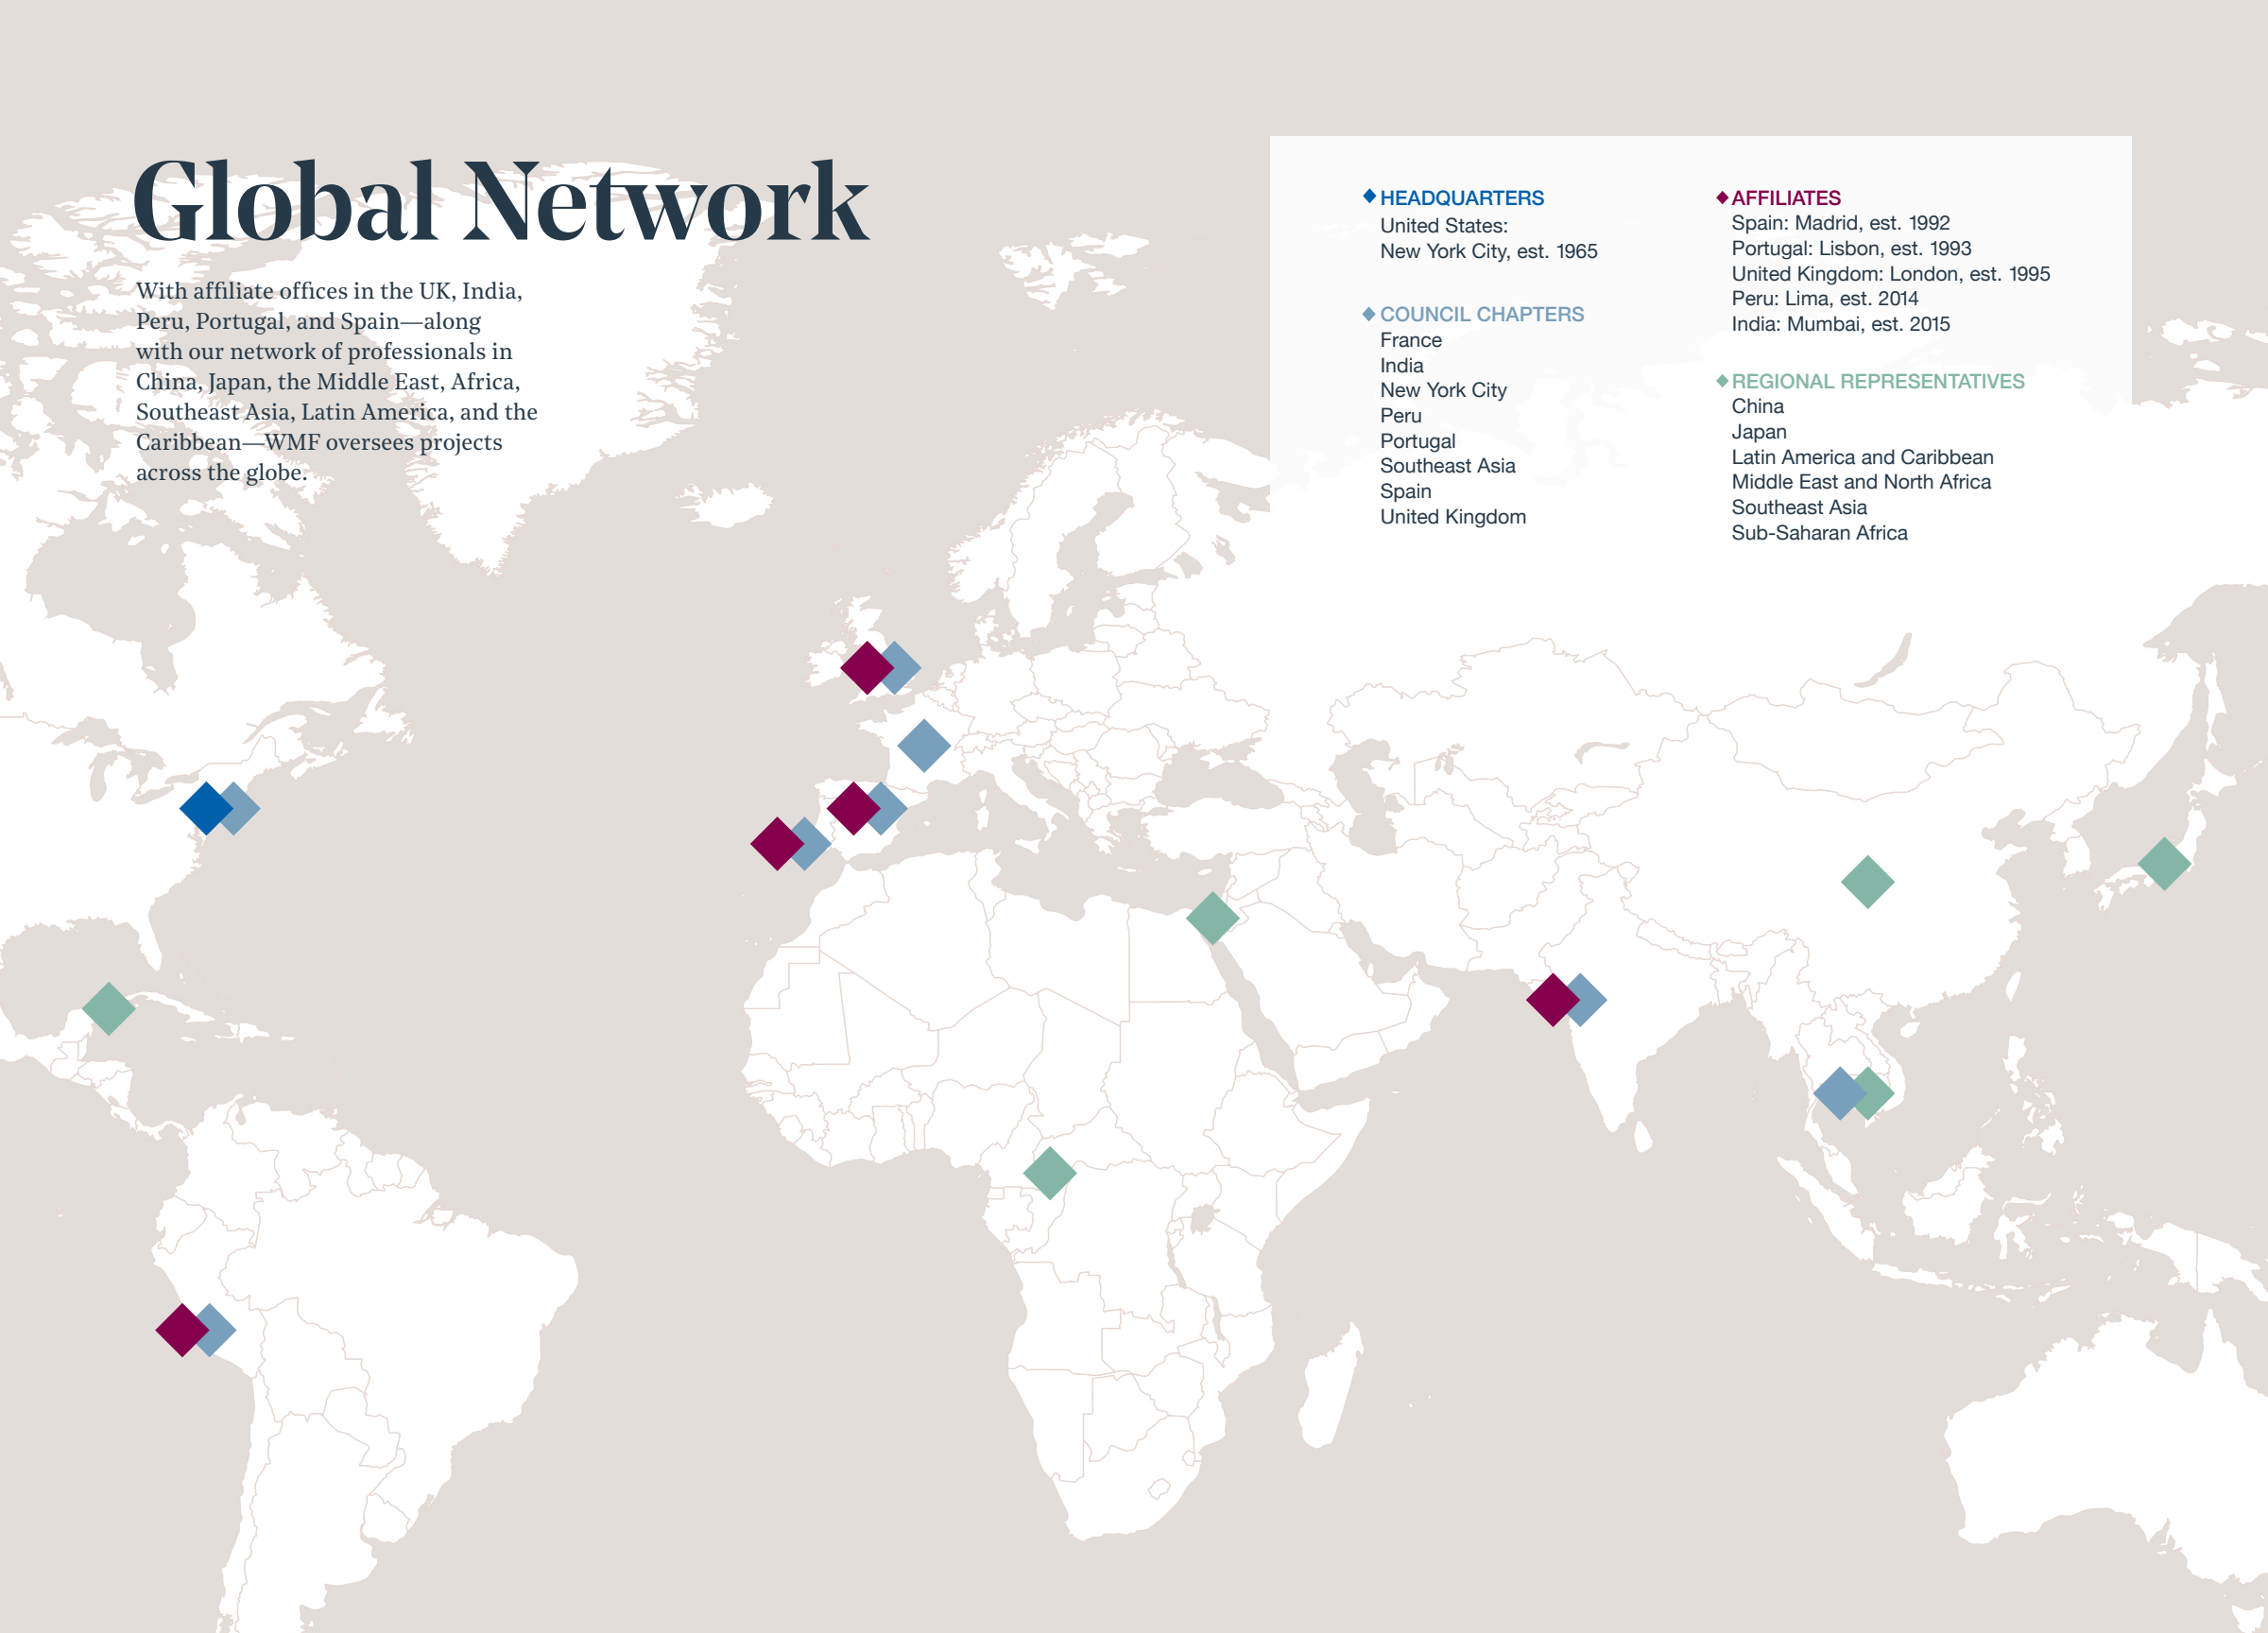 Global Network
With affiliate offices in the UK, India,
Peru, Portugal, and Spain—along
with our network of professionals in
China, Japan, the Middle East, Africa,
Southeast Asia, Latin America, and the
Caribbean—WMF oversees projects
across the globe.
HEADQUARTERS
United States:
New York City, est. 1965
COUNCIL CHAPTERS
France
India
New York City
Peru
Portugal
Southeast Asia
Spain
United Kingdom
AFFILIATES
Spain: Madrid, est. 1992
Portugal: Lisbon, est. 1993
United Kingdom: London, est. 1995
Peru: Lima, est. 2014
India: Mumbai, est. 2015
REGIONAL REPRESENTATIVES
China
Japan
Latin America and Caribbean
Middle East and North Africa
Southeast Asia
Sub-Saharan Africa